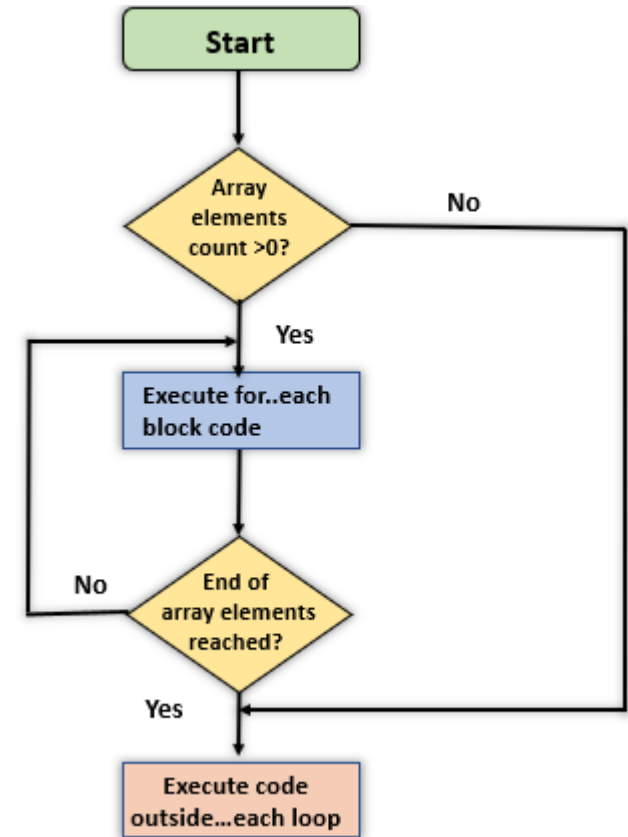 Start
Array
elements
count >0?
No
Yes
Execute for..each
block code
No
End of
array elements
reached?
Yes
Execute code
outside...each loop